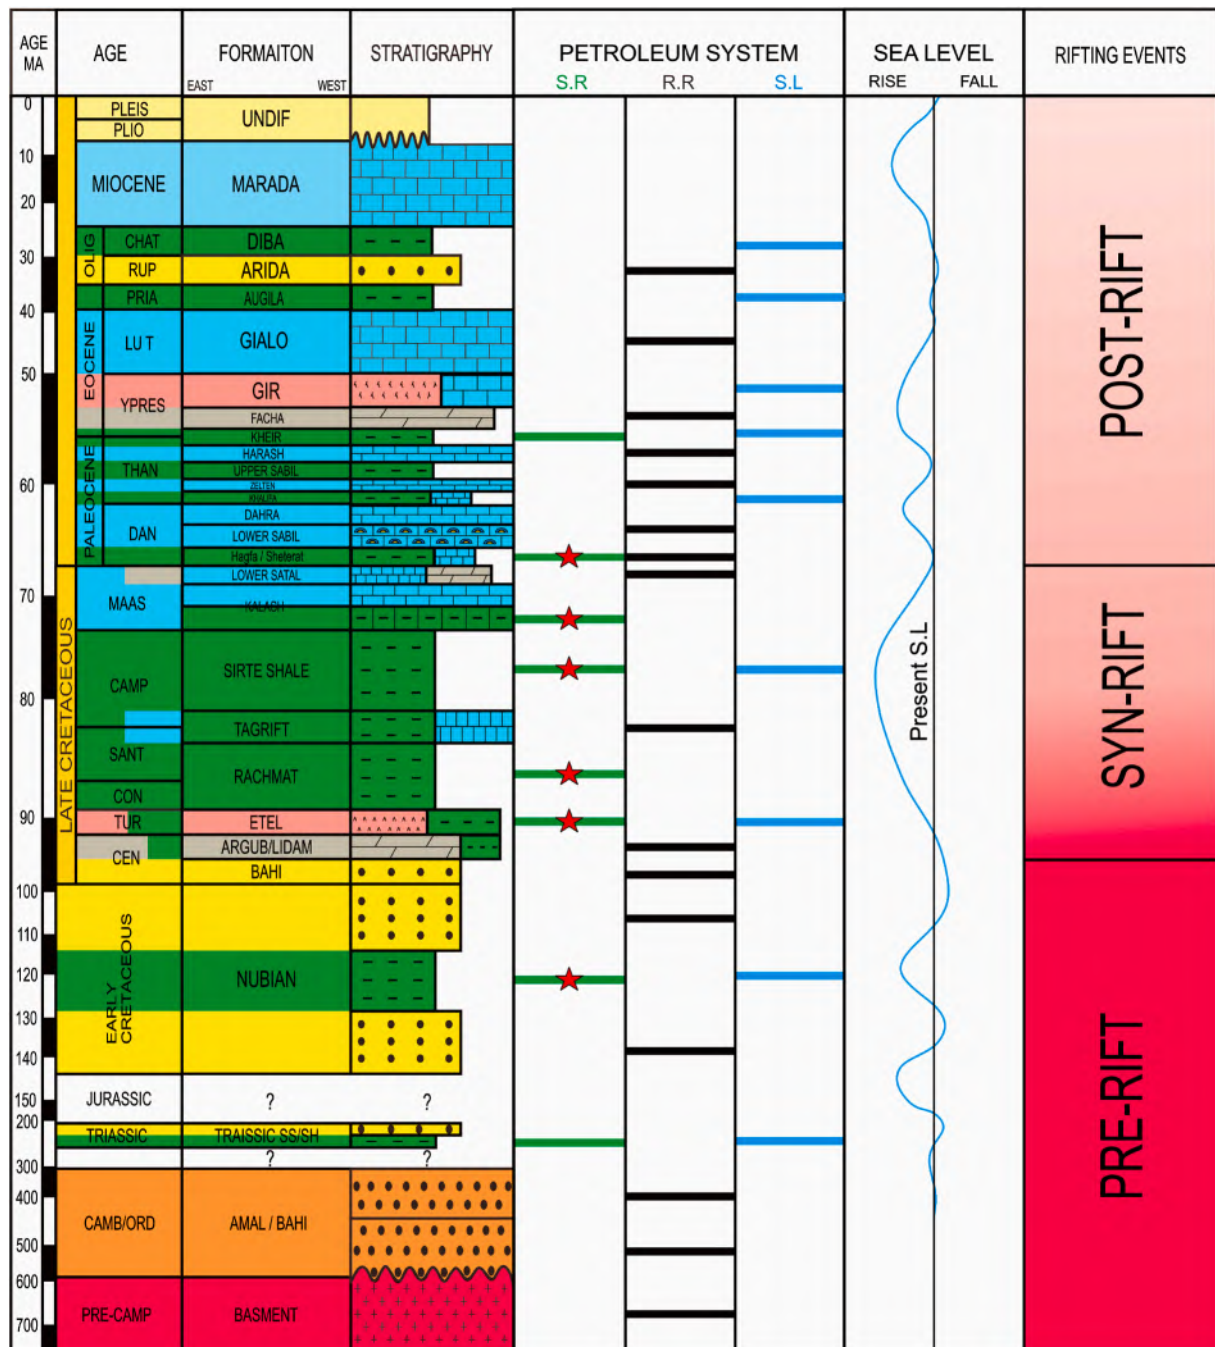 AGE MA
AGE
FORMAITON
EAST WEST
STRATIGRAPHY
PETROLEUM SYSTEM
S.R R.R S.L
SEA LEVEL
RISE FALL
RIFTING EVENTS
0
10
20
30
40
50
60
70
80
90
100
110
120
130
140
150
200
300
400
500
600
700
OLIG
EOCENE
PALEOCENE
LATE CRETACEOUS
EARLY CRETACEOUS
PLEIS
PLIO
UNDIF
MIOCENE MARADA
CHAT DIBA
RUP ARIDA
PRIA AUGILA
LU T GIALO
YPRES GIR
FACHA
KHEIR
HARASH
THAN UPPER SABIL
ZELTEN
KHALIFA
DAHRA
DAN LOWER SABIL
Hagfa / Sheterat
LOWER SATAL
MAAS KALASH
CAMP SIRTE SHALE
TAGRIFT
SANT
RACHMAT
CON
TUR ETEL
CEN ARGUB/LIDAM
BAHI
NUBIAN
JURASSIC ? ?
TRIASSIC TRAISSIC SS/SH
? ?
CAMB/ORD AMAL / BAHI
PRE-CAMP BASMENT
Present S.L
POST-RIFT
SYN-RIFT
PRE-RIFT